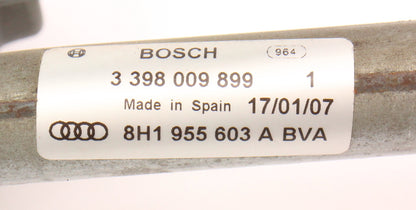 BOSCH 964
3 398 009 899 1
Made in Spain 17/01/07
8H1 955 603 A BVA